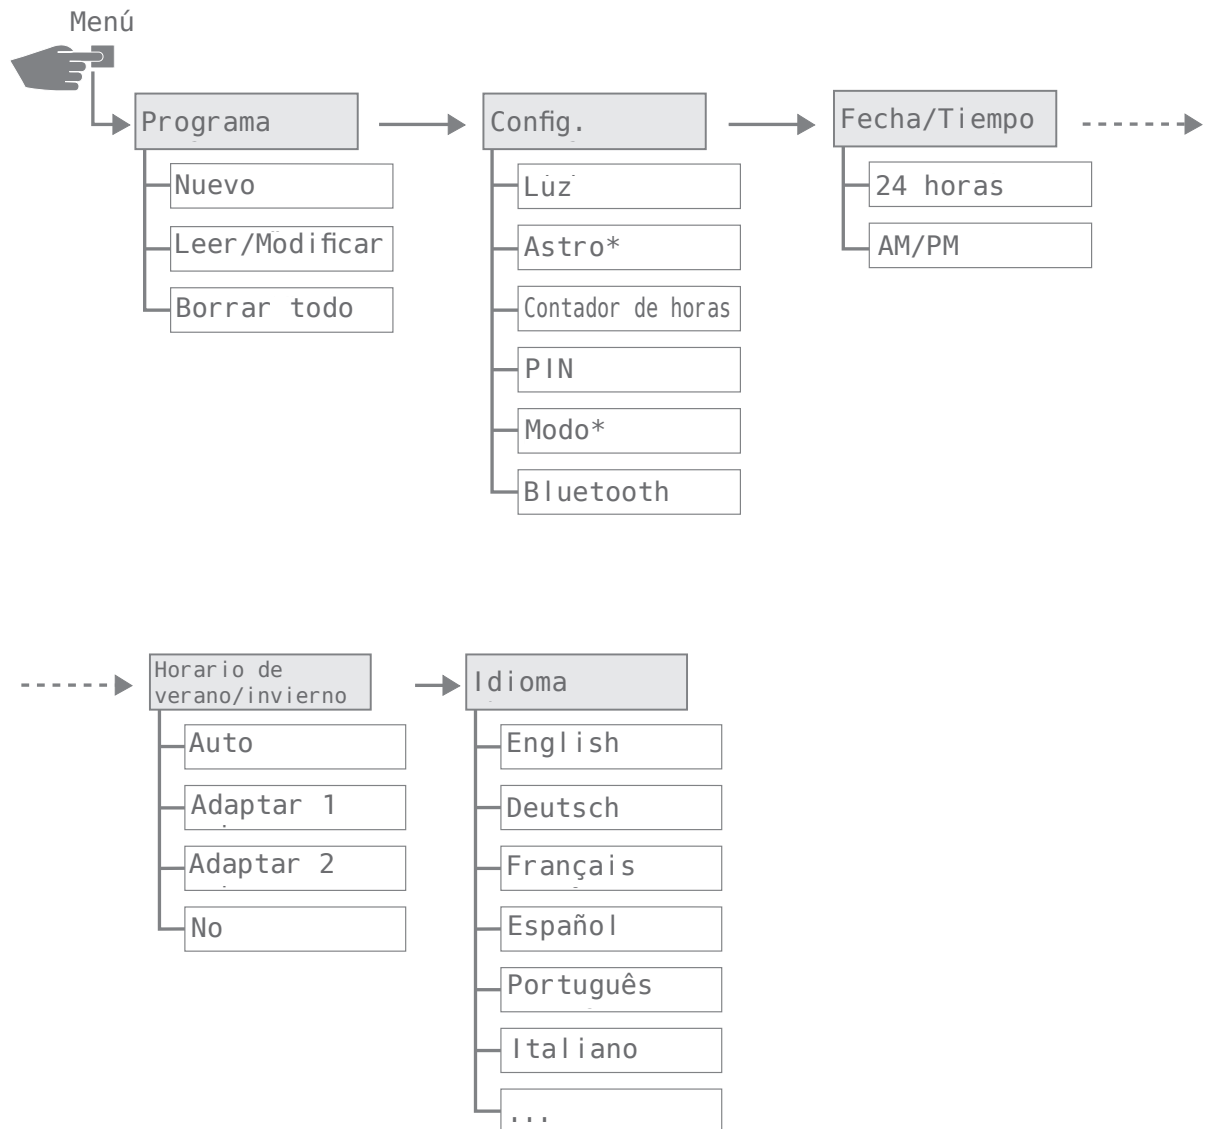 Menú
Programa
Nuevo
Leer/Modificar
Borrar todo
Config.
Luz
Astro*
Contador de horas
PIN
Modo*
Bluetooth
Fecha/Tiempo
24 horas
AM/PM
Horario de
verano/invierno
Auto
Adaptar 1
Adaptar 2
No
Idioma
English
Deutsch
Français
Español
Português
Italiano
...